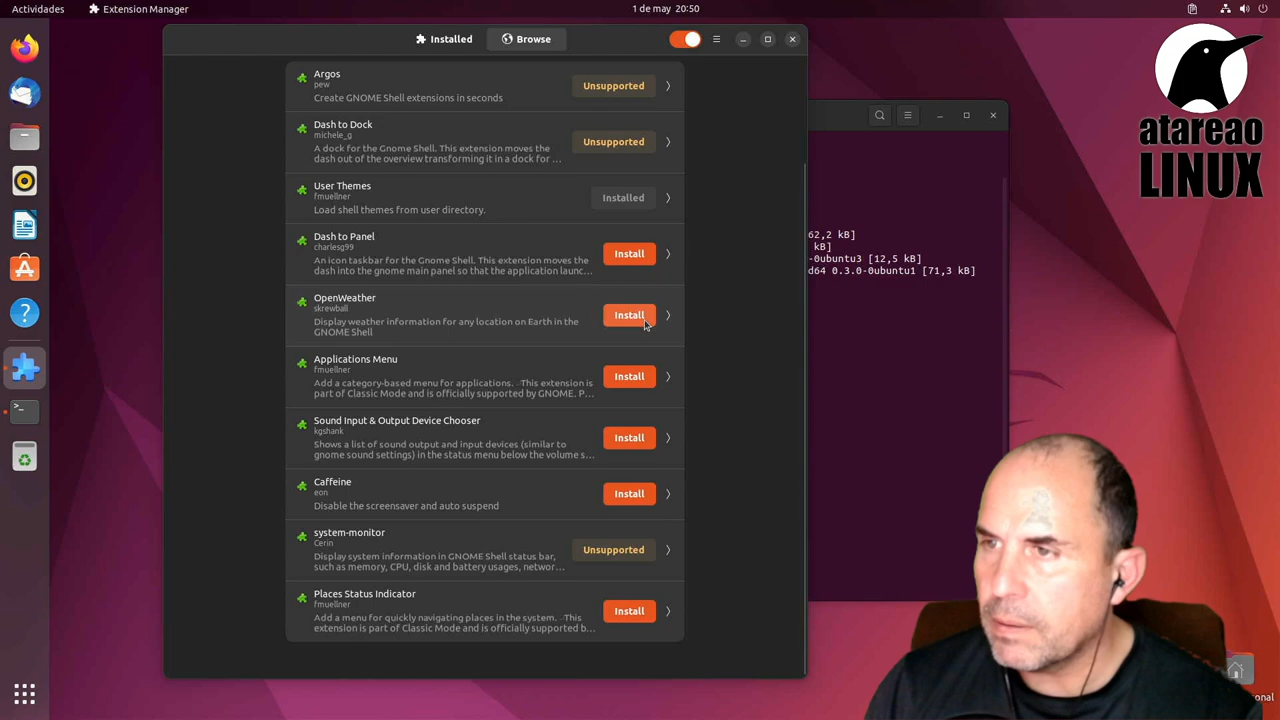 Actividades
Extension Manager
1 de may 20:50
Installed
Browse
atareao
LINUX
Argos
pew
Create GNOME Shell extensions in seconds
Unsupported
Dash to Dock
michele_g
A dock for the Gnome Shell. This extension moves the
dash out of the overview transforming it in a dock for ...
Unsupported
User Themes
fmuellner
Load shell themes from user directory.
Installed
Dash to Panel
charlesg99
An icon taskbar for the Gnome Shell. This extension moves the
dash into the gnome main panel so that the application launc...
Install
OpenWeather
skrewball
Display weather information for any location on Earth in the
GNOME Shell
Install
Applications Menu
fmuellner
Add a category-based menu for applications. This extension is
part of Classic Mode and is officially supported by GNOME. P...
Install
Sound Input & Output Device Chooser
kgshank
Shows a list of sound output and input devices (similar to
gnome sound settings) in the status menu below the volume s...
Install
Caffeine
eon
Disable the screensaver and auto suspend
Install
system-monitor
Cerin
Display system information in GNOME Shell status bar,
such as memory, CPU, disk and battery usages, networ...
Unsupported
Places Status Indicator
fmuellner
Add a menu for quickly navigating places in the system. This
extension is part of Classic Mode and is officially supported b...
Install
62,2 kB]
kB]
-0ubuntu3 [12,5 kB]
d64 0.3.0-0ubuntu1 [71,3 kB]
onal